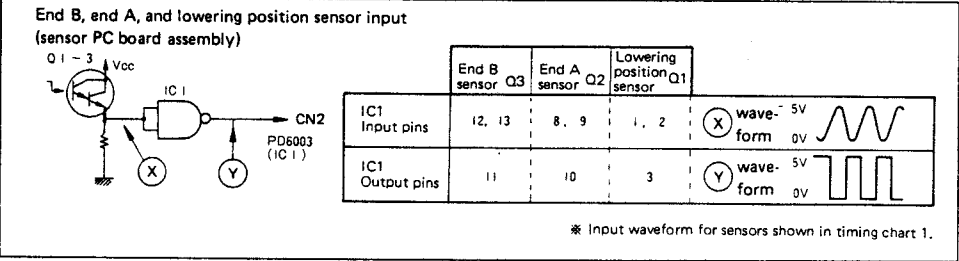 End B, end A, and lowering position sensor input
(sensor PC board assembly)
Q1 – 3
Vcc
IC1
CN2
PD6003
(IC1)
X
Y
End B sensor Q3
End A sensor Q2
Lowering position sensor Q1
IC1 Input pins
12, 13
8, 9
1, 2
X wave-form 5V 0V
IC1 Output pins
11
10
3
Y wave-form 5V 0V
※ Input waveform for sensors shown in timing chart 1.